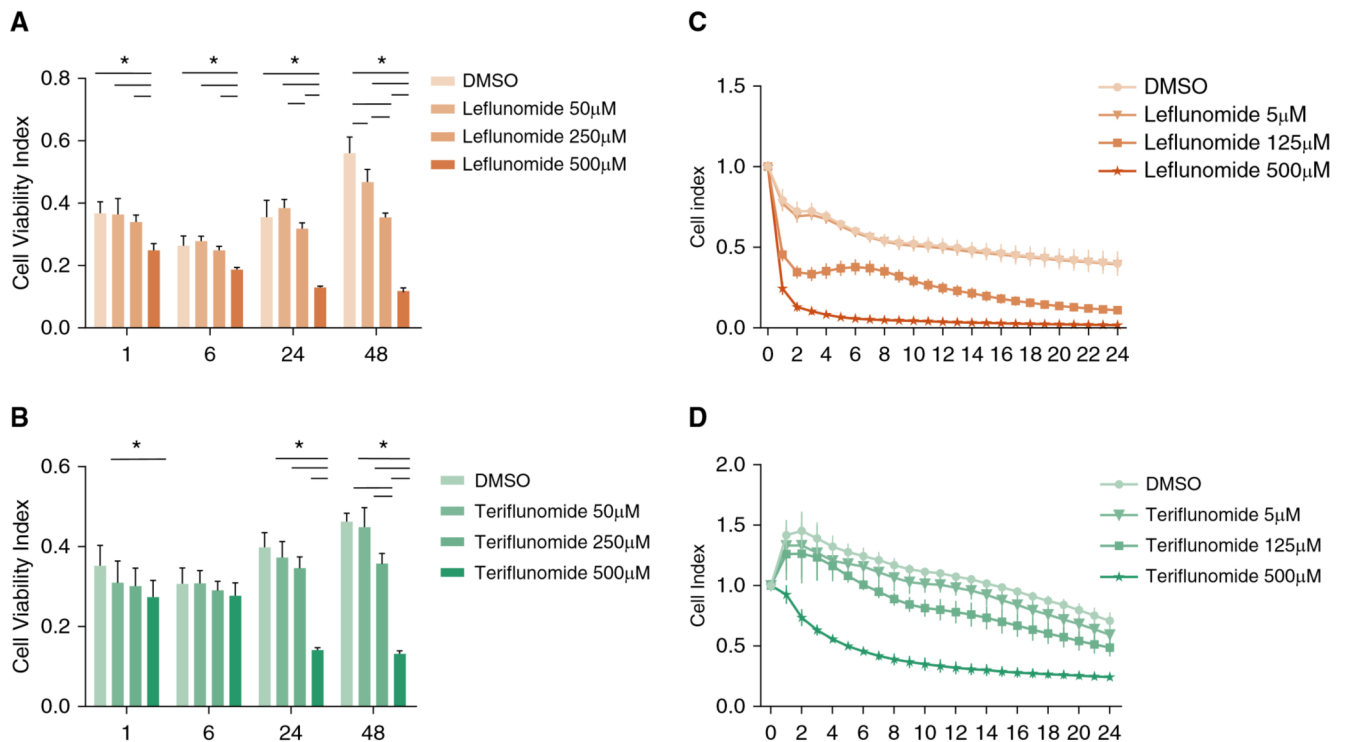 A
* * * *
0.8
0.6
0.4
0.2
0.0
Cell Viability Index
1 6 24 48
DMSO
Leflunomide 50μM
Leflunomide 250μM
Leflunomide 500μM
C
1.5
1.0
0.5
0.0
Cell index
0 2 4 6 8 10 12 14 16 18 20 22 24
DMSO
Leflunomide 5μM
Leflunomide 125μM
Leflunomide 500μM
B
* * *
0.6
0.4
0.2
0.0
Cell Viability Index
1 6 24 48
DMSO
Teriflunomide 50μM
Teriflunomide 250μM
Teriflunomide 500μM
D
2.0
1.5
1.0
0.5
0.0
Cell Index
0 2 4 6 8 10 12 14 16 18 20 22 24
DMSO
Teriflunomide 5μM
Teriflunomide 125μM
Teriflunomide 500μM